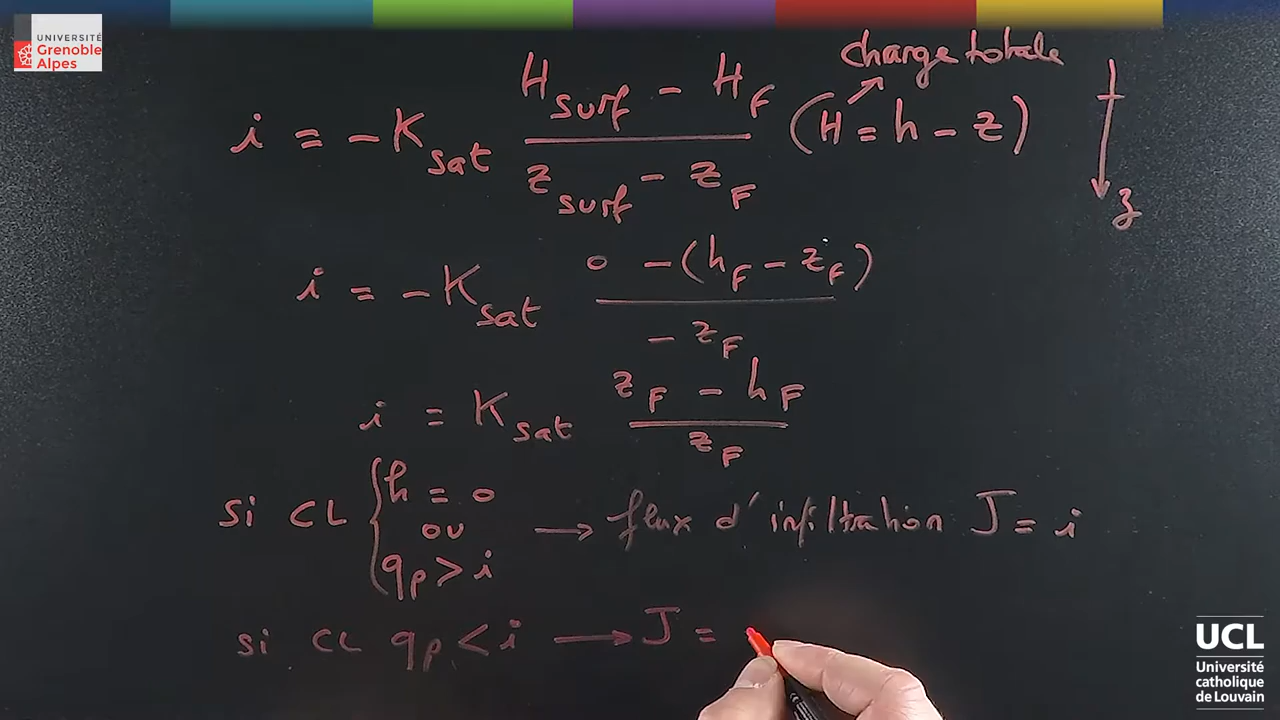 UNIVERSITÉ
Grenoble
Alpes
charge totale
i = - K_sat (H_surf - H_F) / (z_surf - z_F) (H = h - z)
z
i = - K_sat (0 - (h_F - z_F)) / (- z_F)
i = K_sat (z_F - h_F) / z_F
si CL { h = 0 ou q_p > i → flux d'infiltration J = i
si CL q_p < i → J =
UCL
Université
catholique
de Louvain